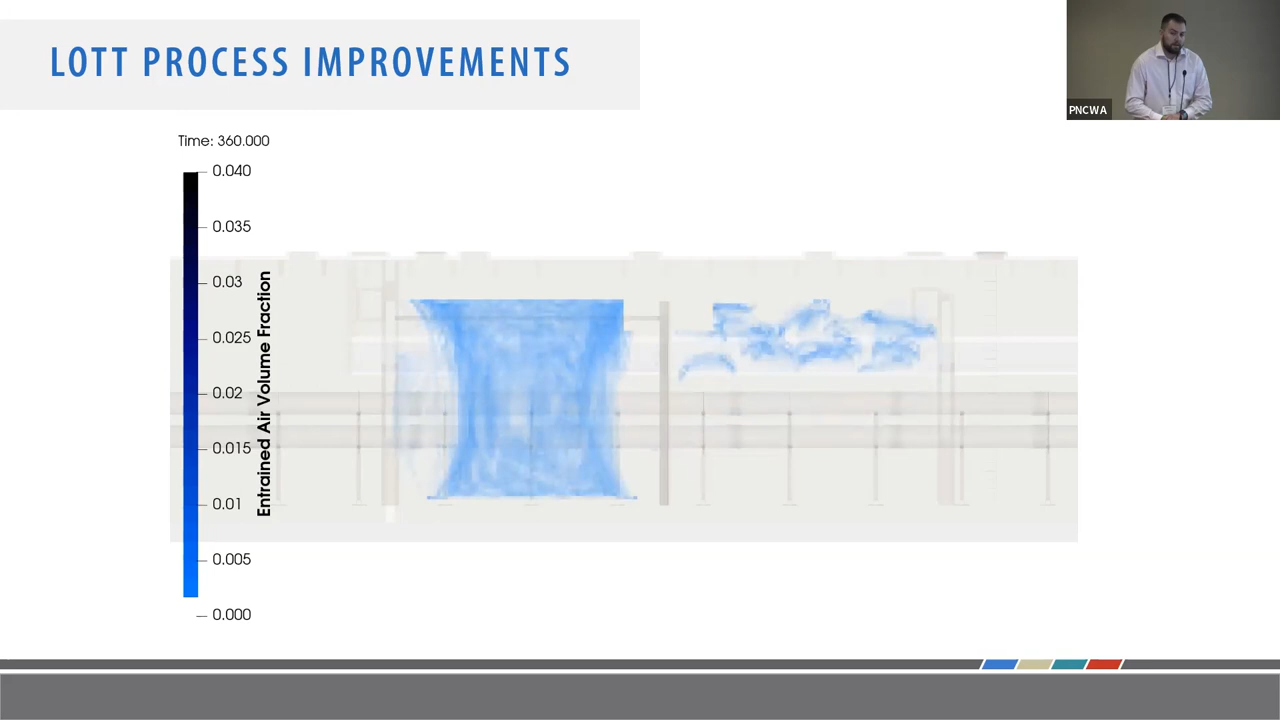 LOTT PROCESS IMPROVEMENTS
PNCWA
Time: 360.000
0.040
0.035
0.03
0.025
0.02
0.015
0.01
0.005
0.000
Entrained Air Volume Fraction